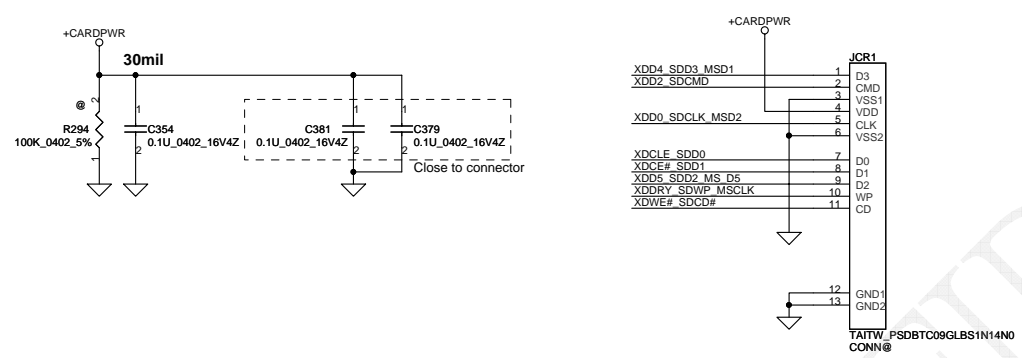 +CARDPWR
30mil
@
2
R294
100K_0402_5%
1
1
C354
0.1U_0402_16V4Z
2
1
C381
0.1U_0402_16V4Z
2
1
C379
0.1U_0402_16V4Z
2
Close to connector
+CARDPWR
JCR1
XDD4_SDD3_MSD1 1 D3
XDD2_SDCMD 2 CMD
3 VSS1
4 VDD
XDD0_SDCLK_MSD2 5 CLK
6 VSS2
XDCLE_SDD0 7 D0
XDCE#_SDD1 8 D1
XDD5_SDD2_MS_D5 9 D2
XDDRY_SDWP_MSCLK 10 WP
XDWE#_SDCD# 11 CD
12 GND1
13 GND2
TAITW_PSDBTC09GLBS1N14N0
CONN@